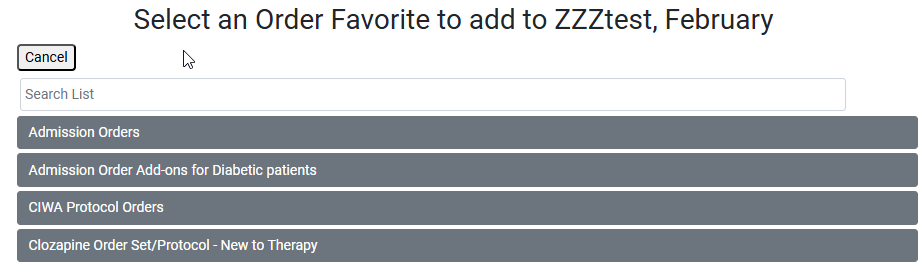 Select an Order Favorite to add to ZZZtest, February
Cancel
Search List
Admission Orders
Admission Order Add-ons for Diabetic patients
CIWA Protocol Orders
Clozapine Order Set/Protocol - New to Therapy